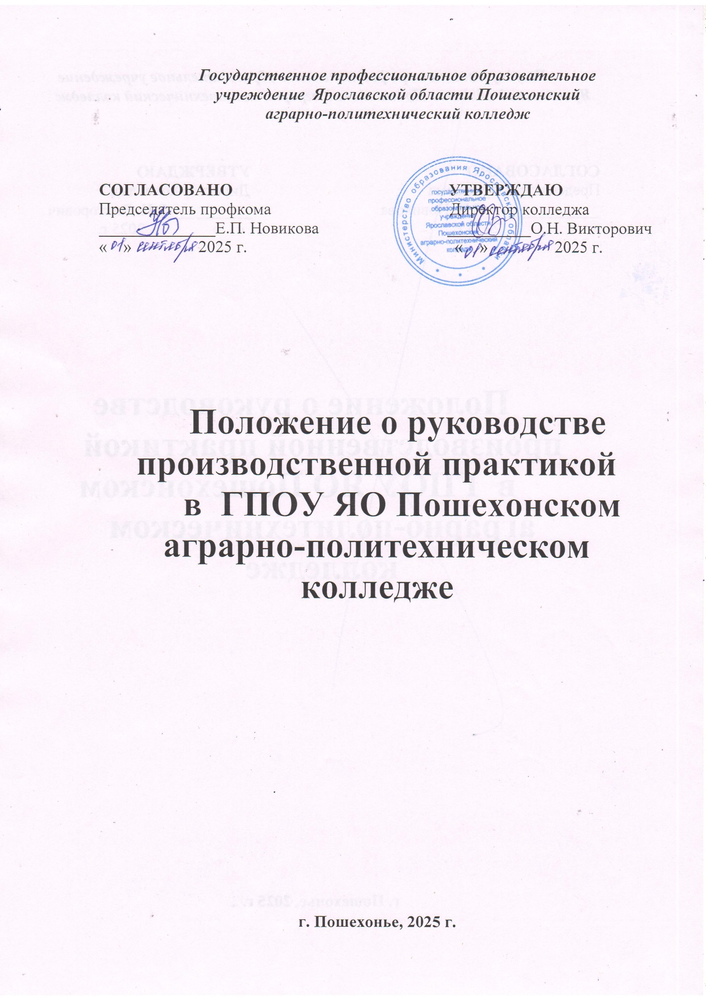 Государственное профессиональное образовательное
учреждение Ярославской области Пошехонский
аграрно-политехнический колледж
СОГЛАСОВАНО
Председатель профкома
______________Е.П. Новикова
«01» сентября 2025 г.
УТВЕРЖДАЮ
Директор колледжа
__________О.Н. Викторович
«01» сентября 2025 г.
Министерство образования Ярославской области
государственное
профессиональное
образовательное
учреждение
Ярославской области
Пошехонский
аграрно-политехнический
колледж
Положение о руководстве
производственной практикой
в ГПОУ ЯО Пошехонском
аграрно-политехническом
колледже
г. Пошехонье, 2025 г.